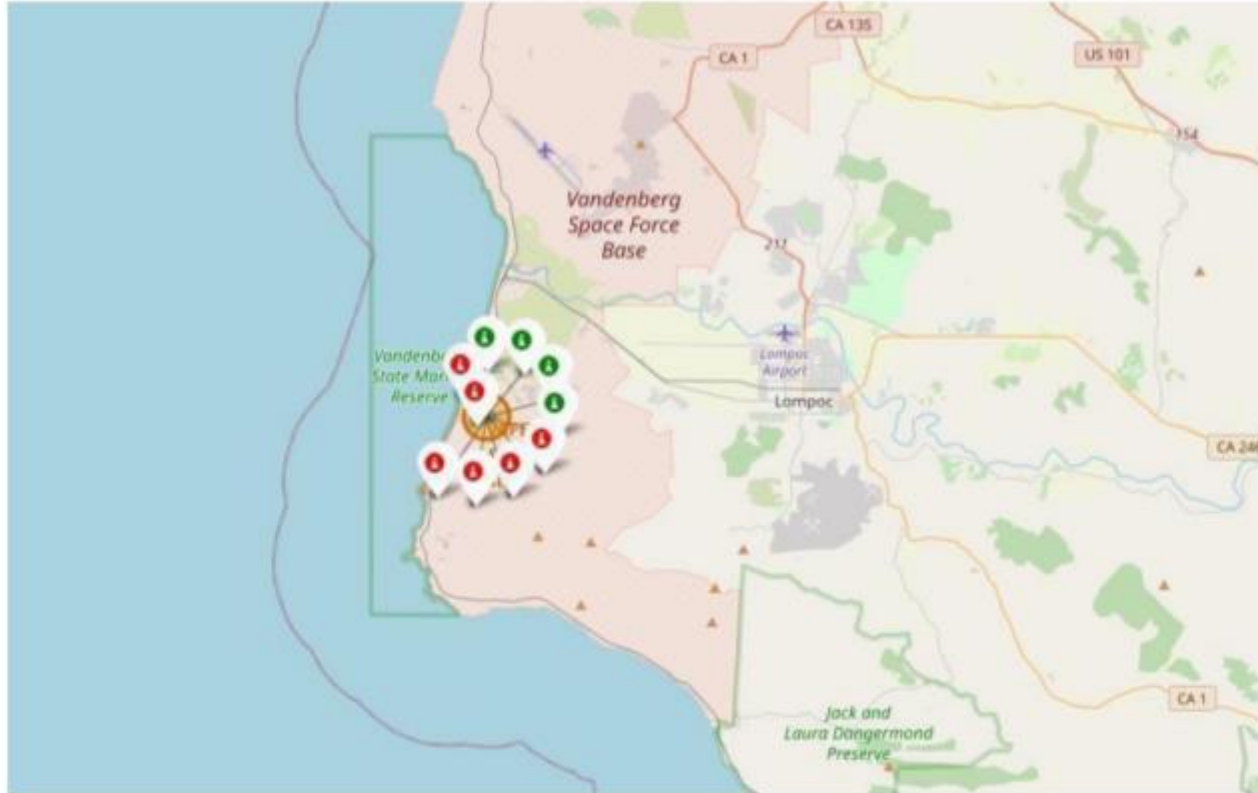 CA 135
CA 1
US 101
154
Vandenberg
Space Force
Base
211
Lompoc
Airport
Lompoc
State
Reserve
CA 246
CA 1
Jack and
Laura Dangermond
Preserve